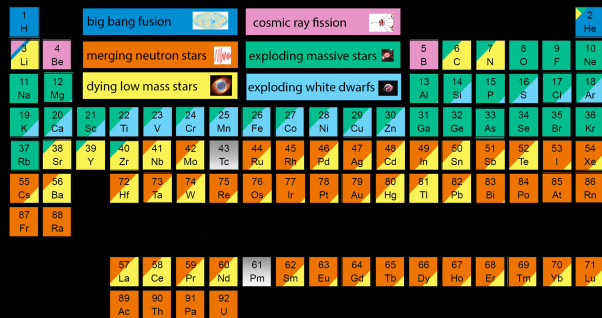 1 2
H big bang fusion cosmic ray fission He
3 4 5 6 7 8 9 10
Li Be merging neutron stars exploding massive stars B C N O F Ne
11 12 13 14 15 16 17 18
Na Mg dying low mass stars exploding white dwarfs Al Si P S Cl Ar
19 20 21 22 23 24 25 26 27 28 29 30 31 32 33 34 35 36
K Ca Sc Ti V Cr Mn Fe Co Ni Cu Zn Ga Ge As Se Br Kr
37 38 39 40 41 42 43 44 45 46 47 48 49 50 51 52 53 54
Rb Sr Y Zr Nb Mo Tc Ru Rh Pd Ag Cd In Sn Sb Te I Xe
55 56 72 73 74 75 76 77 78 79 80 81 82 83 84 85 86
Cs Ba Hf Ta W Re Os Ir Pt Au Hg Tl Pb Bi Po At Rn
87 88
Fr Ra
57 58 59 60 61 62 63 64 65 66 67 68 69 70 71
La Ce Pr Nd Pm Sm Eu Gd Tb Dy Ho Er Tm Yb Lu
89 90 91 92
Ac Th Pa U